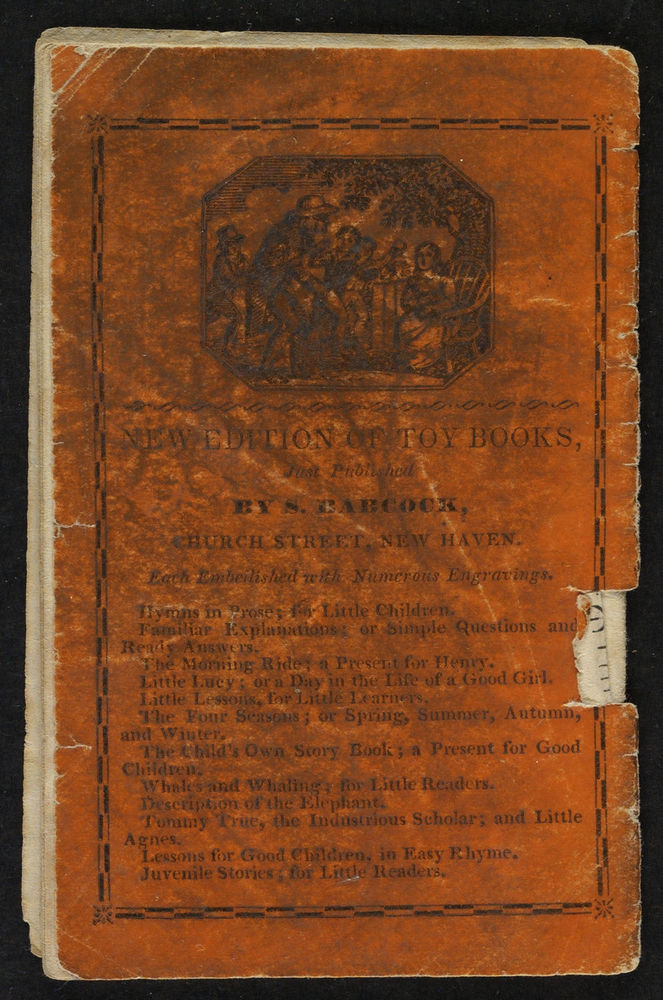 NEW EDITION OF TOY BOOKS,
Just Published
BY S. BABCOCK,
CHURCH STREET, NEW HAVEN.
Each Embellished with Numerous Engravings.
Hymns in Prose; for Little Children.
Familiar Explanations; or Simple Questions and
Ready Answers.
The Morning Ride; a Present for Henry.
Little Lucy; or a Day in the Life of a Good Girl.
Little Lessons, for Little Learners.
The Four Seasons; or Spring, Summer, Autumn,
and Winter.
The Child's Own Story Book; a Present for Good
Children.
Whales and Whaling; for Little Readers.
Description of the Elephant.
Tommy True, the Industrious Scholar; and Little
Agnes.
Lessons for Good Children, in Easy Rhyme.
Juvenile Stories; for Little Readers.